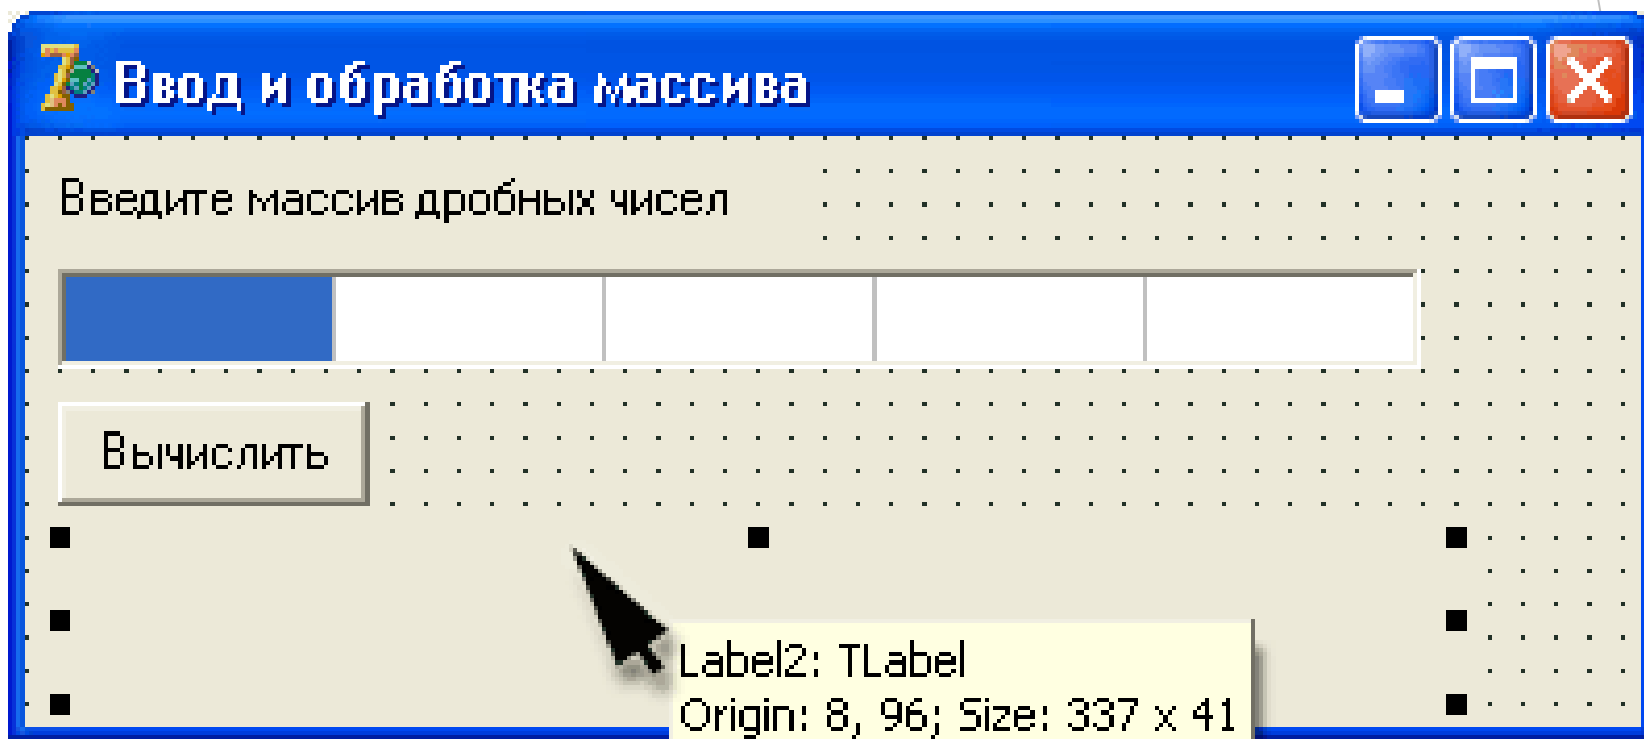 Ввод и обработка массива
Введите массив дробных чисел
Вычислить
Label2: TLabel
Origin: 8, 96; Size: 337 x 41